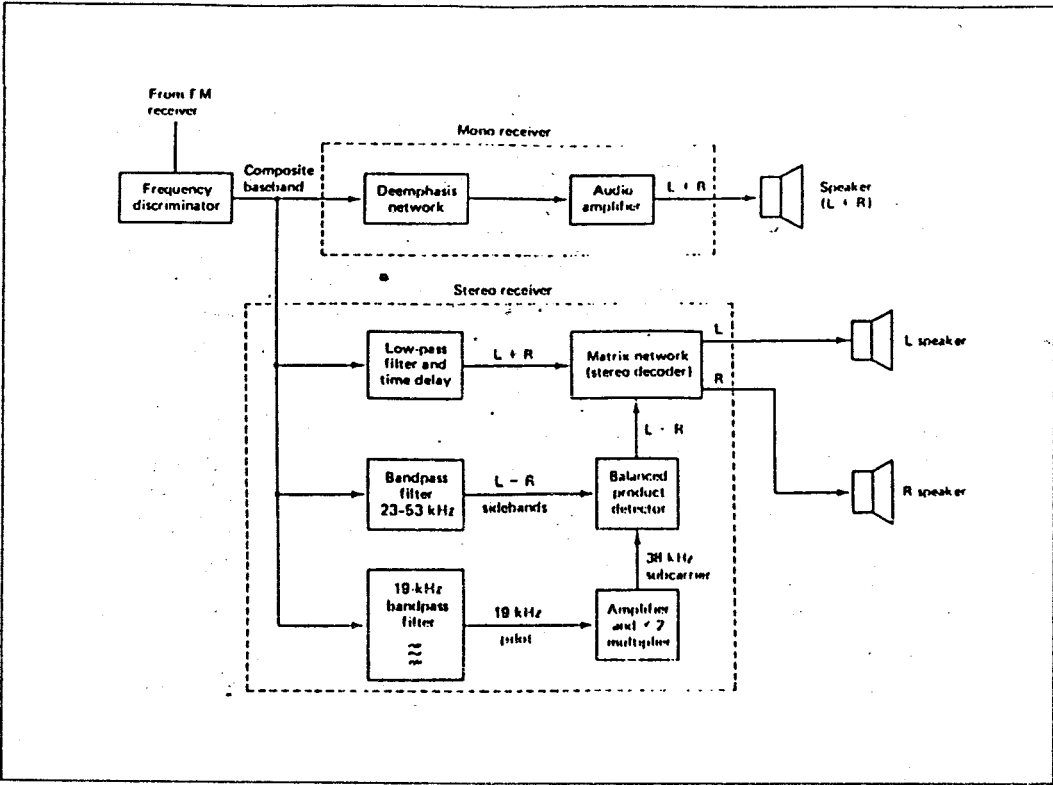 From FM
receiver
Mono receiver
Frequency
discriminator
Composite
baseband
Deemphasis
network
Audio
amplifier
L + R
Speaker
(L + R)
Stereo receiver
Low-pass
filter and
time delay
L + R
Matrix network
(stereo decoder)
L
R
L speaker
L - R
Bandpass
filter
23-53 kHz
L - R
sidebands
Balanced
product
detector
R speaker
38 kHz
subcarrier
19-kHz
bandpass
filter
19 kHz
pilot
Amplifier
and × 2
multiplier